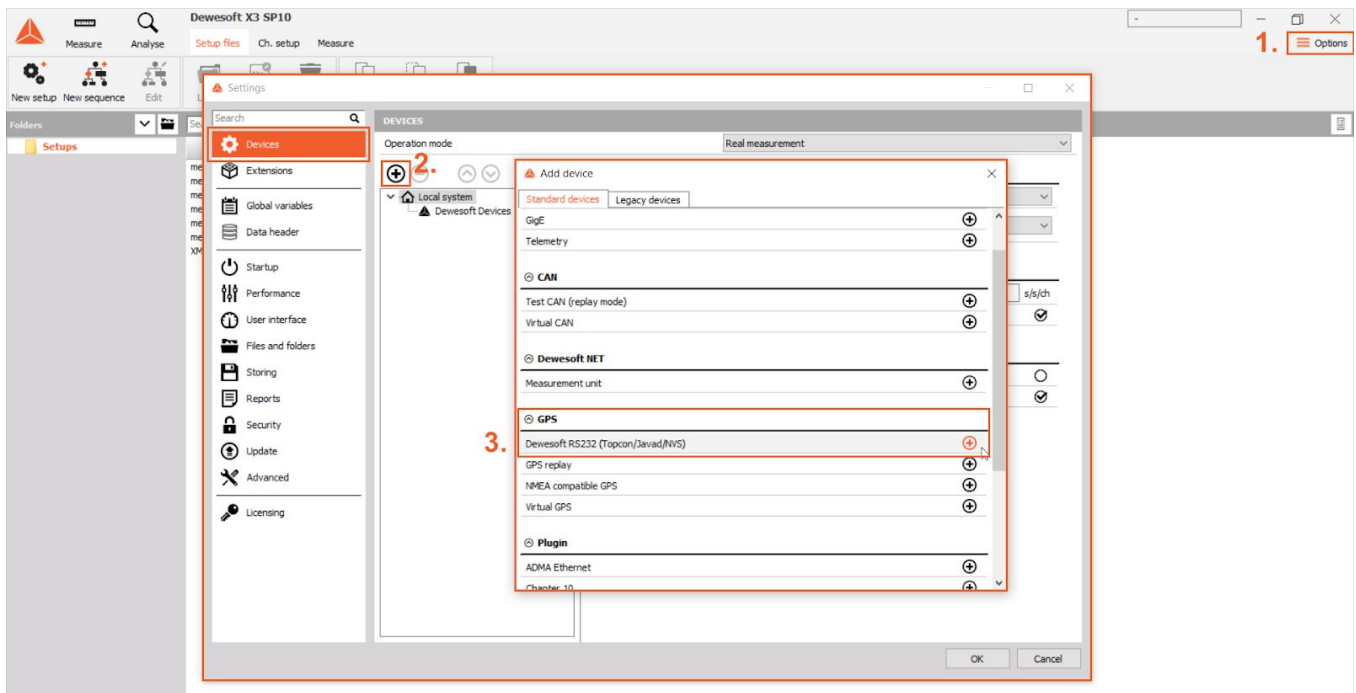 Dewesoft X3 SP10
-
Measure
Analyse
Setup files
Ch. setup
Measure
1.
Options
New setup
New sequence
Edit
Settings
Folders
Search
DEVICES
Setups
Devices
Operation mode
Real measurement
Extensions
2.
Add device
Global variables
Local system
Standard devices
Legacy devices
Dewesoft Devices
GigE
Data header
Telemetry
Startup
CAN
Performance
Test CAN (replay mode)
s/s/ch
User interface
Virtual CAN
Files and folders
Dewesoft NET
Storing
Measurement unit
Reports
Security
GPS
3.
Dewesoft RS232 (Topcon/Javad/NVS)
Update
GPS replay
Advanced
NMEA compatible GPS
Virtual GPS
Licensing
Plugin
ADMA Ethernet
Chapter 10
OK
Cancel